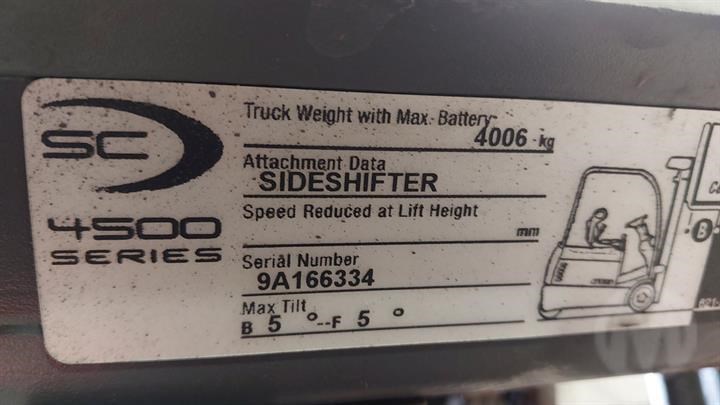 SC
4500
SERIES
Truck Weight with Max. Battery
4006 -kg
Attachment Data
SIDESHIFTER
Speed Reduced at Lift Height
mm
Serial Number
9A166334
Max Tilt
B 5 °--F 5 °
B